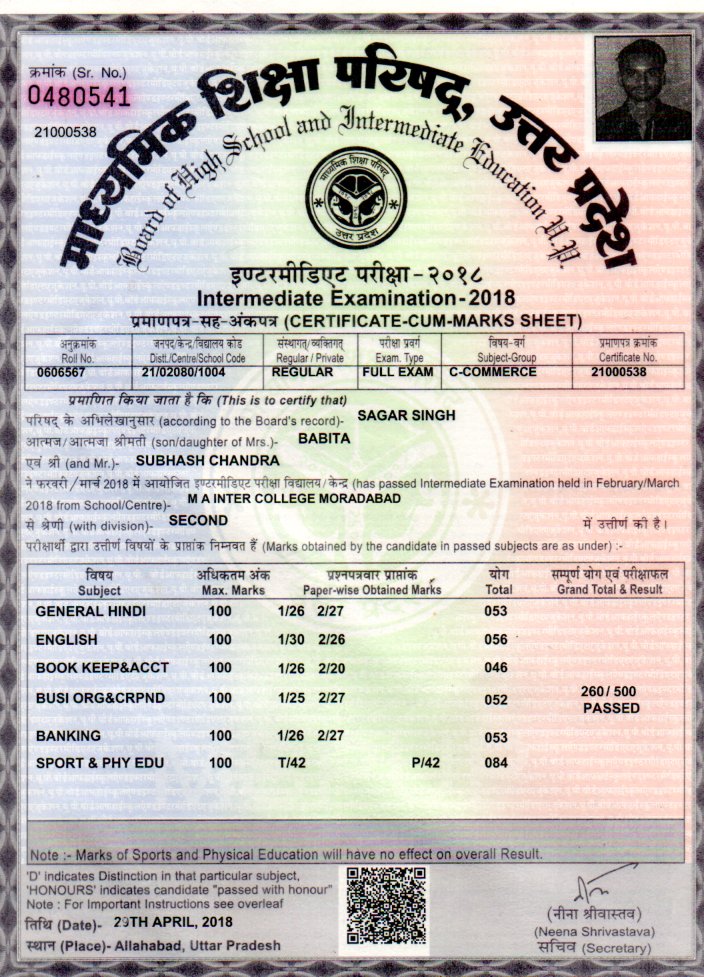 क्रमांक (Sr. No.)
0480541
21000538
माध्यमिक शिक्षा परिषद, उत्तर प्रदेश
Board of High School and Intermediate Education U.P.
माध्यमिक शिक्षा परिषद
उत्तर प्रदेश
इण्टरमीडिएट परीक्षा-२०१८
Intermediate Examination-2018
प्रमाणपत्र-सह-अंकपत्र (CERTIFICATE-CUM-MARKS SHEET)
अनुक्रमांक जनपद/केन्द्र/विद्यालय कोड संस्थागत/व्यक्तिगत परीक्षा प्रवर्ग विषय-वर्ग प्रमाणपत्र क्रमांक
Roll No. Distt./Centre/School Code Regular / Private Exam. Type Subject-Group Certificate No.
0606567 21/02080/1004 REGULAR FULL EXAM C-COMMERCE 21000538
प्रमाणित किया जाता है कि (This is to certify that)
परिषद् के अभिलेखानुसार (according to the Board's record)- SAGAR SINGH
आत्मज/आत्मजा श्रीमती (son/daughter of Mrs.)- BABITA
एवं श्री (and Mr.)- SUBHASH CHANDRA
ने फरवरी/मार्च 2018 में आयोजित इण्टरमीडिएट परीक्षा विद्यालय/केन्द्र (has passed Intermediate Examination held in February/March
2018 from School/Centre)- M A INTER COLLEGE MORADABAD
से श्रेणी (with division)- SECOND में उत्तीर्ण की है।
परीक्षार्थी द्वारा उत्तीर्ण विषयों के प्राप्तांक निम्नवत हैं (Marks obtained by the candidate in passed subjects are as under) :-
विषय अधिकतम अंक प्रश्नपत्रवार प्राप्तांक योग सम्पूर्ण योग एवं परीक्षाफल
Subject Max. Marks Paper-wise Obtained Marks Total Grand Total & Result
GENERAL HINDI 100 1/26 2/27 053
ENGLISH 100 1/30 2/26 056
BOOK KEEP&ACCT 100 1/26 2/20 046
BUSI ORG&CRPND 100 1/25 2/27 052 260/ 500
PASSED
BANKING 100 1/26 2/27 053
SPORT & PHY EDU 100 T/42 P/42 084
Note :- Marks of Sports and Physical Education will have no effect on overall Result.
'D' indicates Distinction in that particular subject,
'HONOURS' indicates candidate "passed with honour"
Note : For Important Instructions see overleaf
तिथि (Date)- 29TH APRIL, 2018
स्थान (Place)- Allahabad, Uttar Pradesh
(नीना श्रीवास्तव)
(Neena Shrivastava)
सचिव (Secretary)